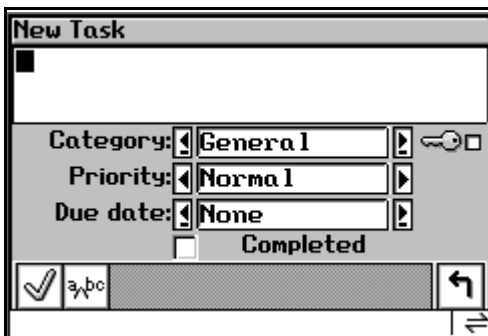 New Task
Category: General
Priority: Normal
Due date: None
Completed
abc